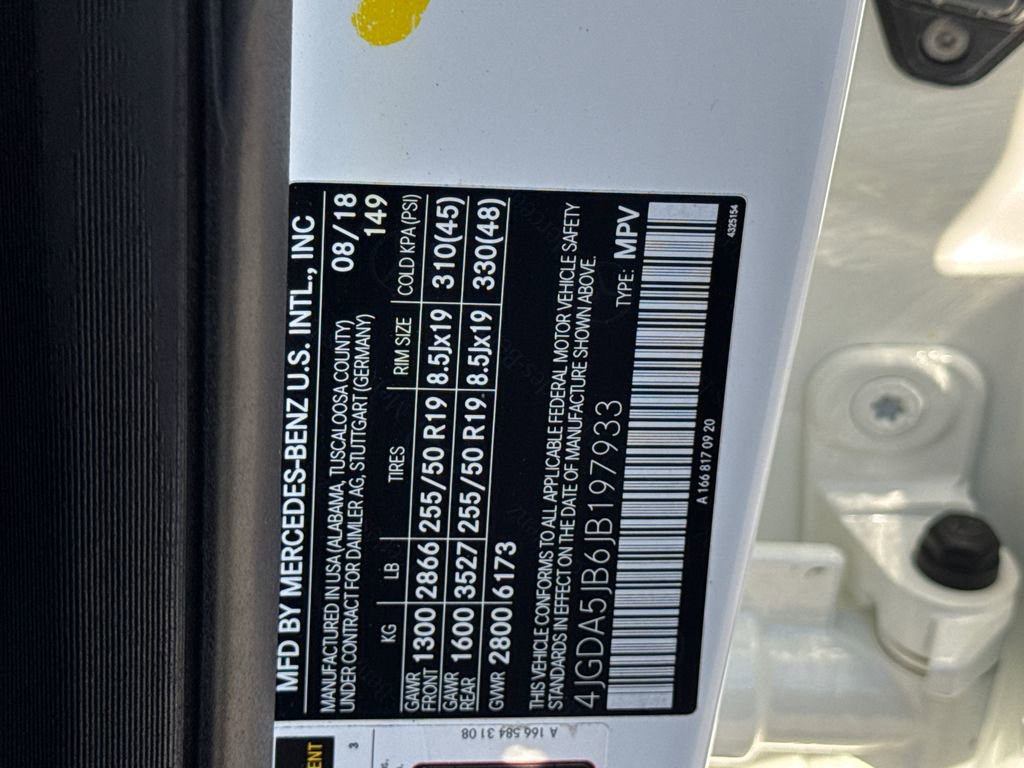 MFD BY MERCEDES-BENZ U.S. INTL., INC
MANUFACTURED IN USA (ALABAMA, TUSCALOOSA COUNTY) 08/18
UNDER CONTRACT FOR DAIMLER AG, STUTTGART (GERMANY) 149
KG LB TIRES RIM SIZE COLD KPA (PSI)
GAWR FRONT 1300 2866 255/50 R19 8.5Jx19 310(45)
GAWR REAR 1600 3527 255/50 R19 8.5Jx19 330(48)
GWR 2800 6173
THIS VEHICLE CONFORMS TO ALL APPLICABLE FEDERAL MOTOR VEHICLE SAFETY
STANDARDS IN EFFECT ON THE DATE OF MANUFACTURE SHOWN ABOVE.
4JGDA5JB6JB197933 TYPE: MPV
A 166 817 09 20 4325154
A 166 584 31 08
3